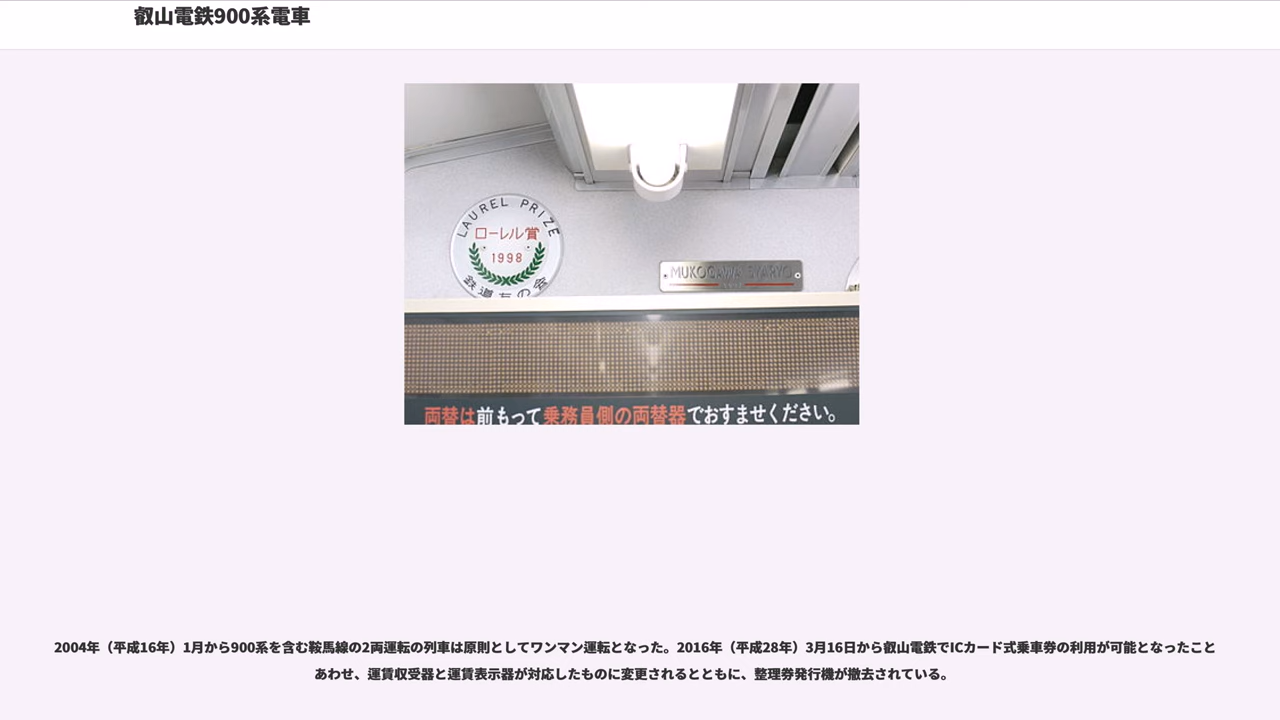 叡山電鉄900系電車
LAUREL PRIZE
ローレル賞
1998
鉄道友の会
MUKOGAWA SYARYO
両替は前もって乗務員側の両替器でおすませください。
2004年（平成16年）1月から900系を含む鞍馬線の2両運転の列車は原則としてワンマン運転となった。2016年（平成28年）3月16日から叡山電鉄でICカード式乗車券の利用が可能となったこと
あわせ、運賃収受器と運賃表示器が対応したものに変更されるとともに、整理券発行機が撤去されている。